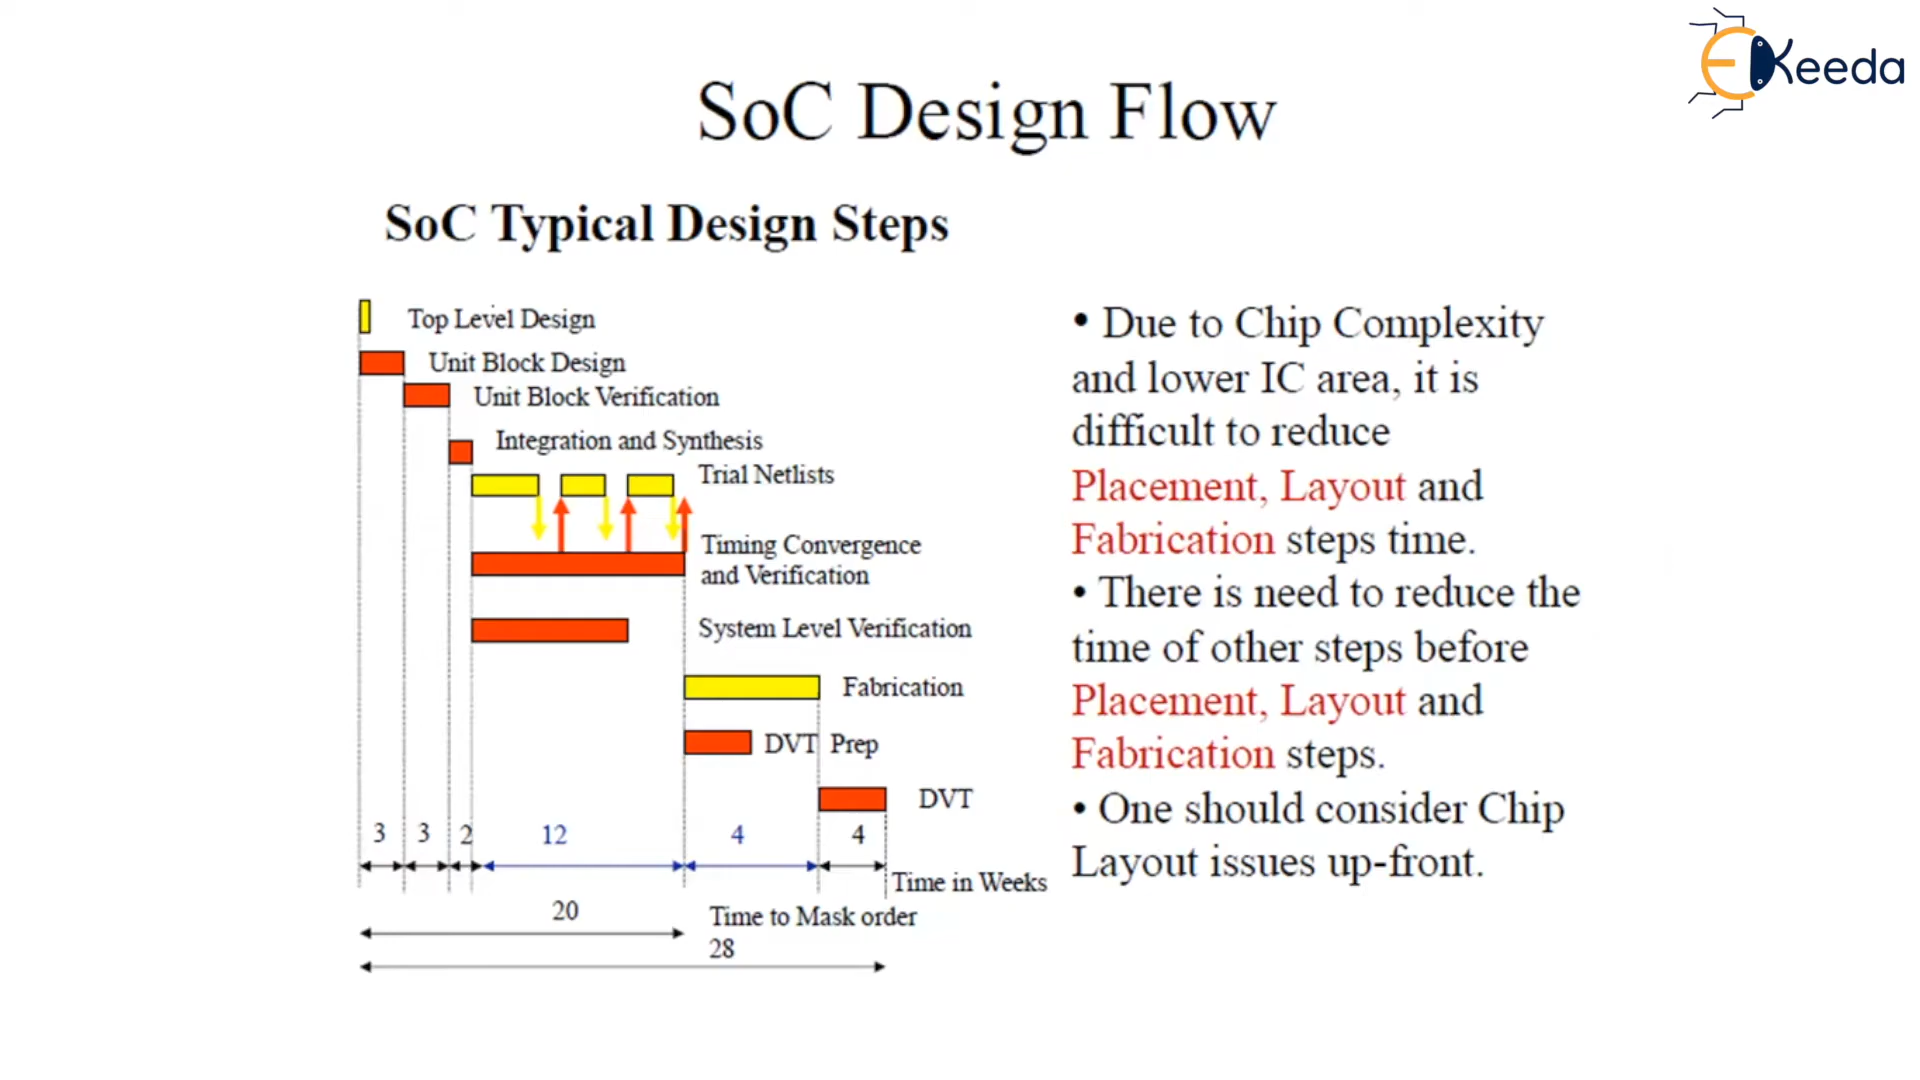 EKeeda
SoC Design Flow
SoC Typical Design Steps
Top Level Design
Unit Block Design
Unit Block Verification
Integration and Synthesis
Trial Netlists
Timing Convergence
and Verification
System Level Verification
Fabrication
DVT Prep
DVT
3 3 2 12 4 4
Time in Weeks
20
Time to Mask order
28
• Due to Chip Complexity
and lower IC area, it is
difficult to reduce
Placement, Layout and
Fabrication steps time.
• There is need to reduce the
time of other steps before
Placement, Layout and
Fabrication steps.
• One should consider Chip
Layout issues up-front.